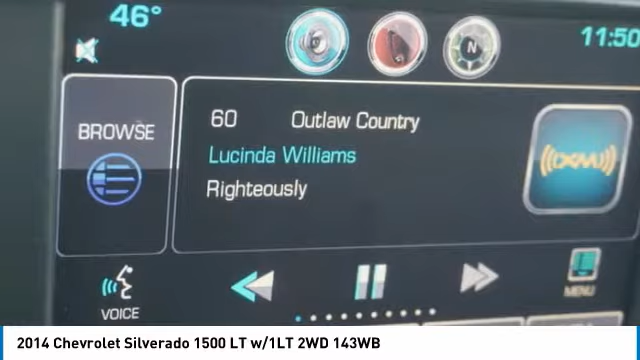 46°
N
11:50
BROWSE
60 Outlaw Country
Lucinda Williams
Righteously
((XM))
VOICE
MENU
2014 Chevrolet Silverado 1500 LT w/1LT 2WD 143WB